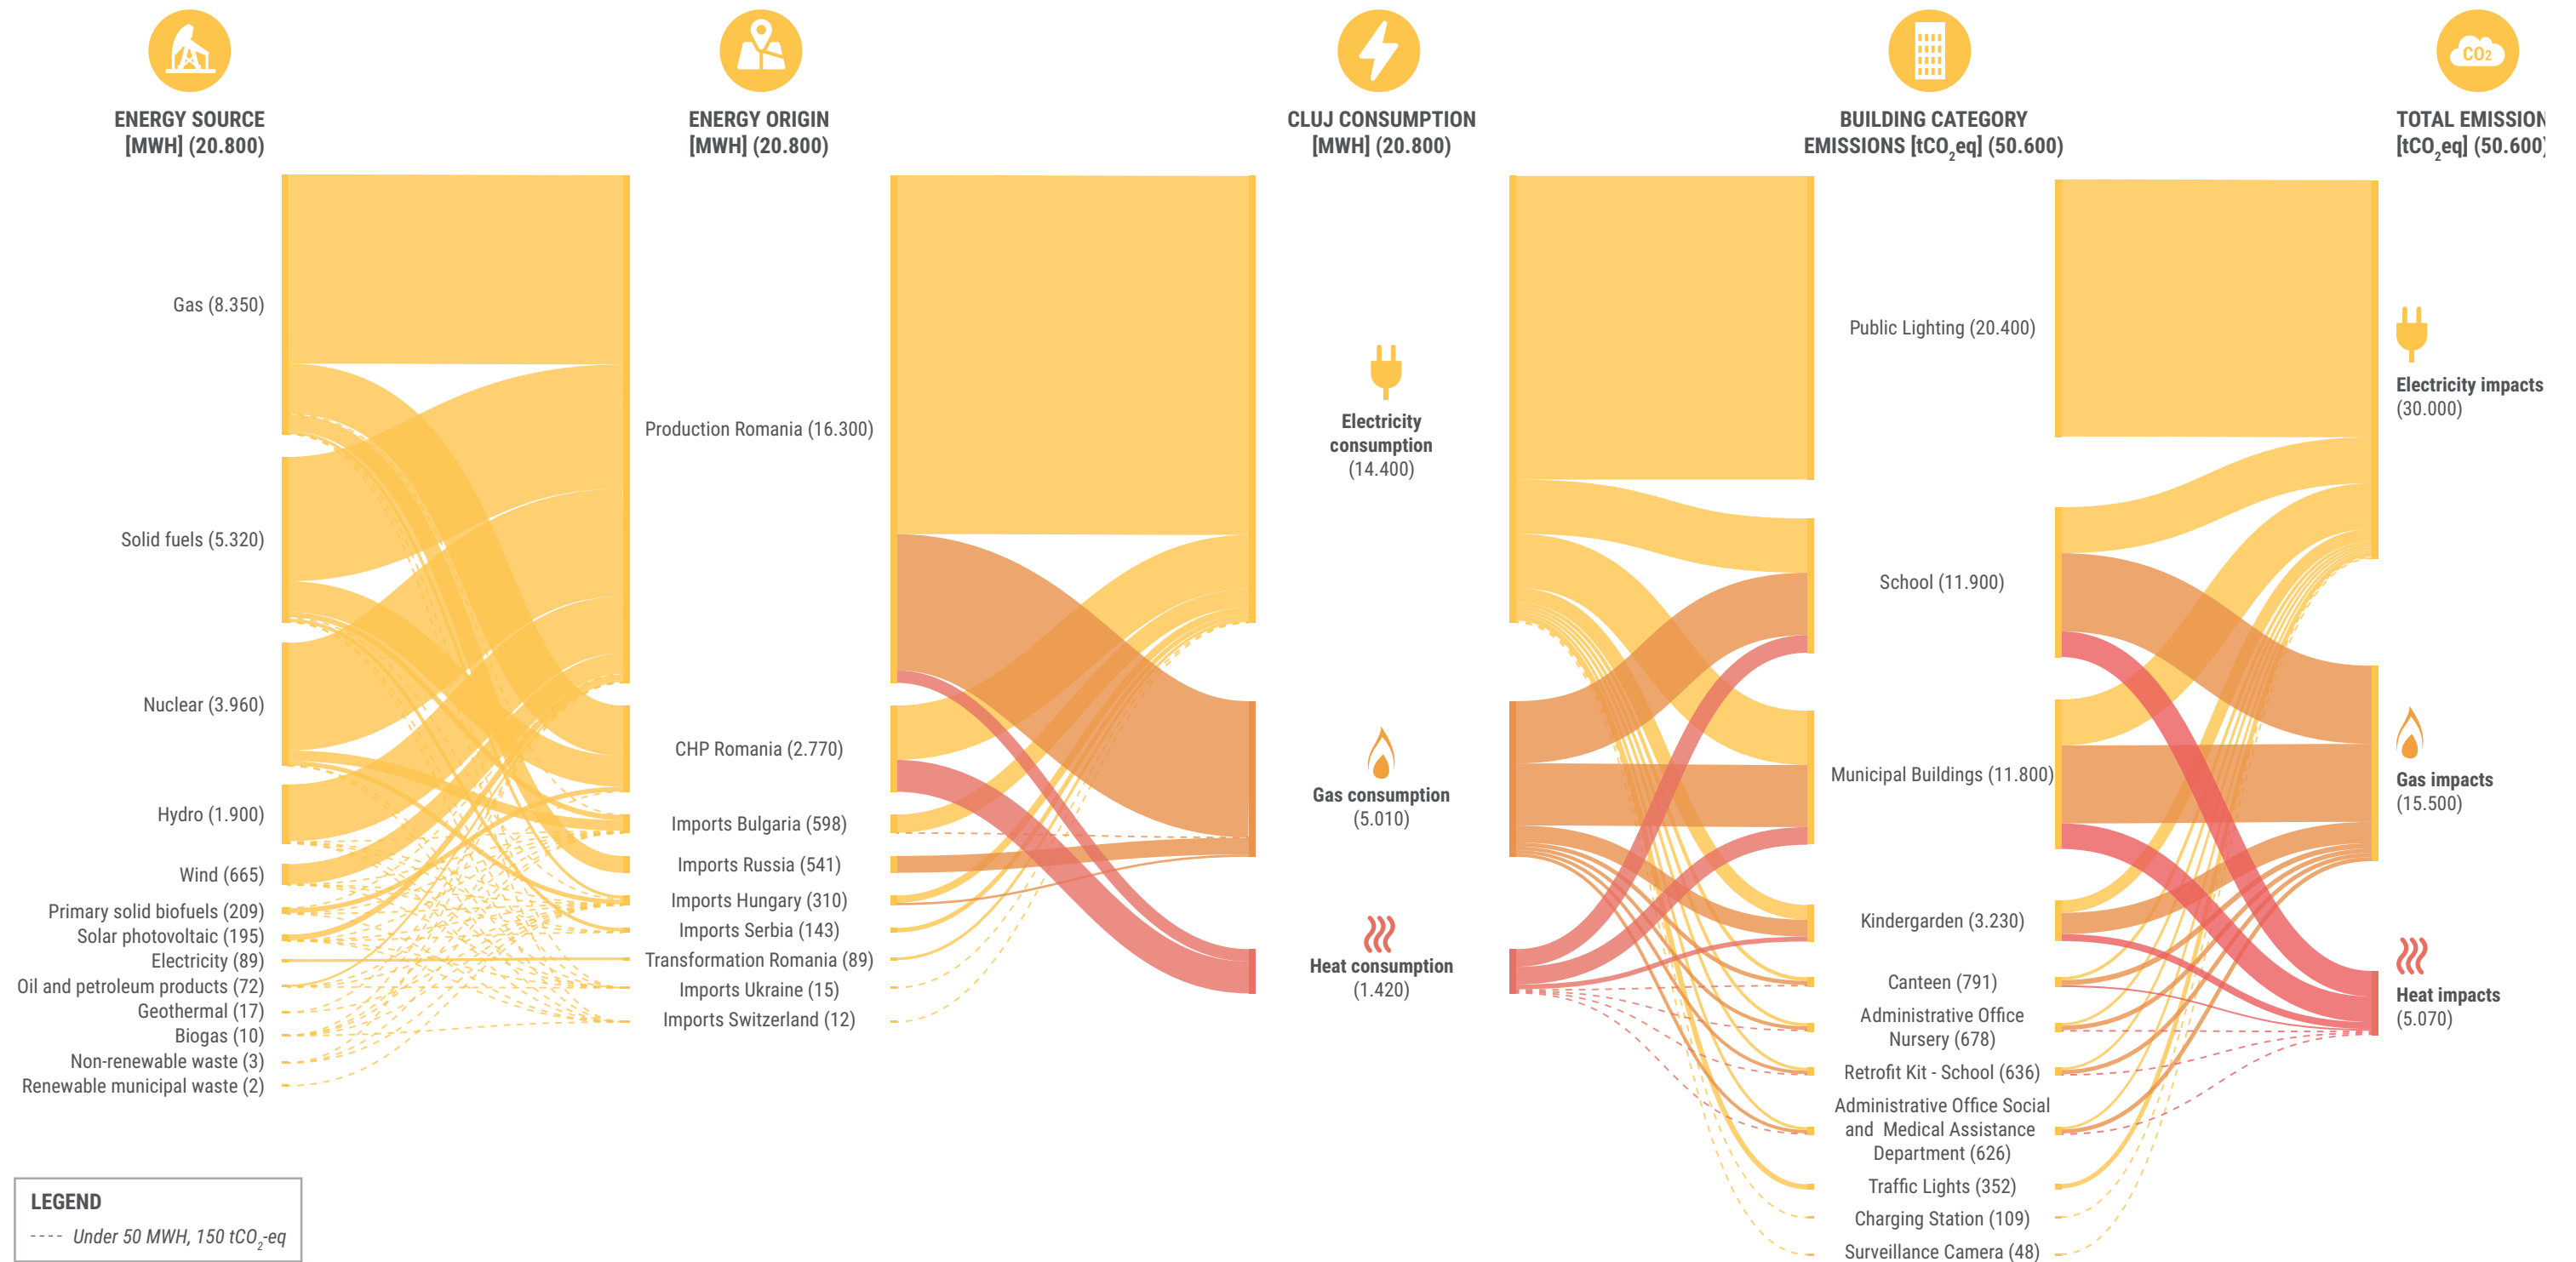 CO2
ENERGY SOURCE
[MWH] (20.800)
ENERGY ORIGIN
[MWH] (20.800)
CLUJ CONSUMPTION
[MWH] (20.800)
BUILDING CATEGORY
EMISSIONS [tCO2eq] (50.600)
TOTAL EMISSION
[tCO2eq] (50.600)
Gas (8.350)
Solid fuels (5.320)
Nuclear (3.960)
Hydro (1.900)
Wind (665)
Primary solid biofuels (209)
Solar photovoltaic (195)
Electricity (89)
Oil and petroleum products (72)
Geothermal (17)
Biogas (10)
Non-renewable waste (3)
Renewable municipal waste (2)
Production Romania (16.300)
CHP Romania (2.770)
Imports Bulgaria (598)
Imports Russia (541)
Imports Hungary (310)
Imports Serbia (143)
Transformation Romania (89)
Imports Ukraine (15)
Imports Switzerland (12)
Electricity
consumption
(14.400)
Gas consumption
(5.010)
Heat consumption
(1.420)
Public Lighting (20.400)
School (11.900)
Municipal Buildings (11.800)
Kindergarden (3.230)
Canteen (791)
Administrative Office
Nursery (678)
Retrofit Kit - School (636)
Administrative Office Social
and Medical Assistance
Department (626)
Traffic Lights (352)
Charging Station (109)
Surveillance Camera (48)
Electricity impacts
(30.000)
Gas impacts
(15.500)
Heat impacts
(5.070)
LEGEND
Under 50 MWH, 150 tCO2-eq